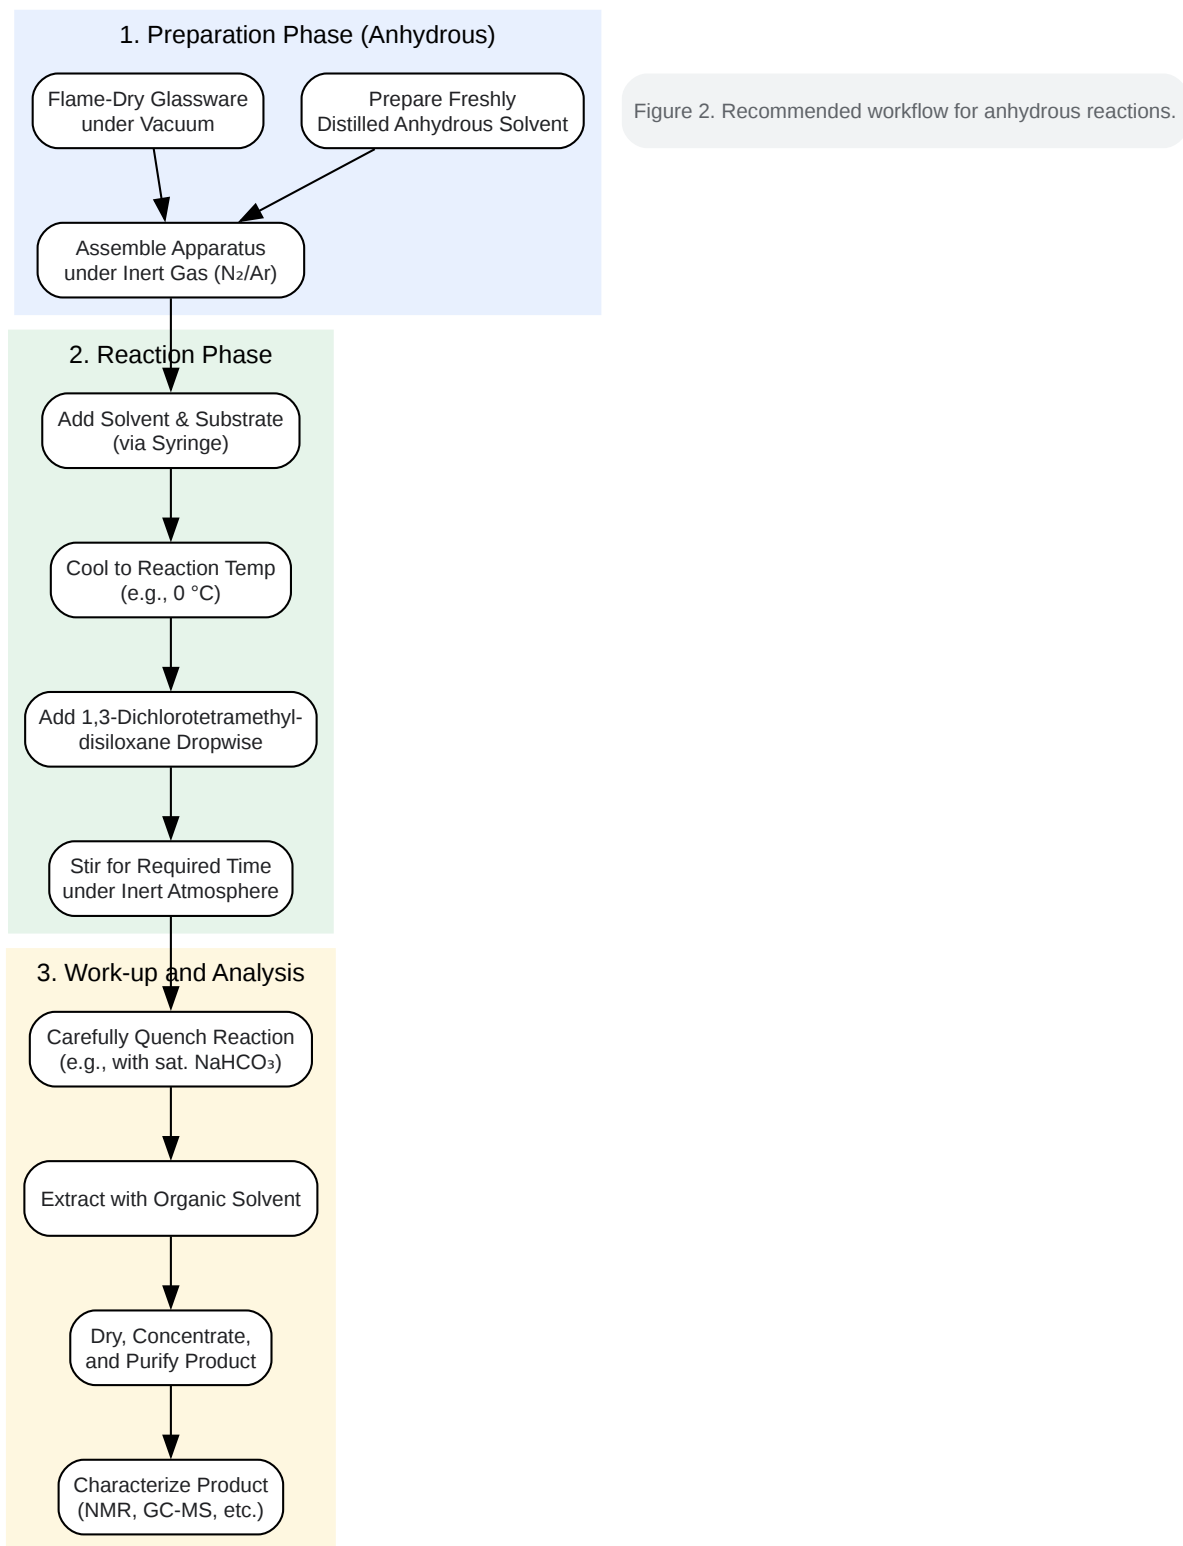 1. Preparation Phase (Anhydrous)
Flame-Dry Glassware
under Vacuum
Prepare Freshly
Distilled Anhydrous Solvent
Figure 2. Recommended workflow for anhydrous reactions.
Assemble Apparatus
under Inert Gas (N₂/Ar)
2. Reaction Phase
Add Solvent & Substrate
(via Syringe)
Cool to Reaction Temp
(e.g., 0 °C)
Add 1,3-Dichlorotetramethyl-
disiloxane Dropwise
Stir for Required Time
under Inert Atmosphere
3. Work-up and Analysis
Carefully Quench Reaction
(e.g., with sat. NaHCO₃)
Extract with Organic Solvent
Dry, Concentrate,
and Purify Product
Characterize Product
(NMR, GC-MS, etc.)